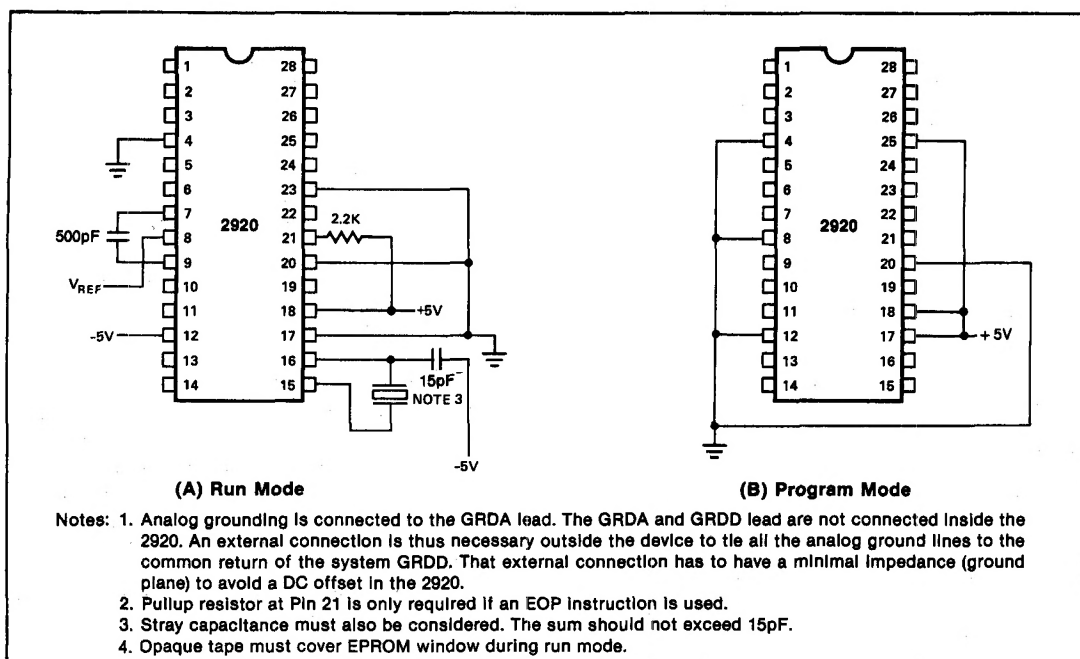 1 28
2 27
3 26
4 25
5 24
6 23
7 22
8 21
9 20
10 19
11 18
12 17
13 16
14 15
2920
500pF
VREF
-5V
2.2K
+5V
15pF
NOTE 3
-5V
(A) Run Mode
1 28
2 27
3 26
4 25
5 24
6 23
7 22
8 21
9 20
10 19
11 18
12 17
13 16
14 15
2920
+ 5V
(B) Program Mode
Notes: 1. Analog grounding is connected to the GRDA lead. The GRDA and GRDD lead are not connected inside the
2920. An external connection is thus necessary outside the device to tie all the analog ground lines to the
common return of the system GRDD. That external connection has to have a minimal impedance (ground
plane) to avoid a DC offset in the 2920.
2. Pullup resistor at Pin 21 is only required if an EOP instruction is used.
3. Stray capacitance must also be considered. The sum should not exceed 15pF.
4. Opaque tape must cover EPROM window during run mode.